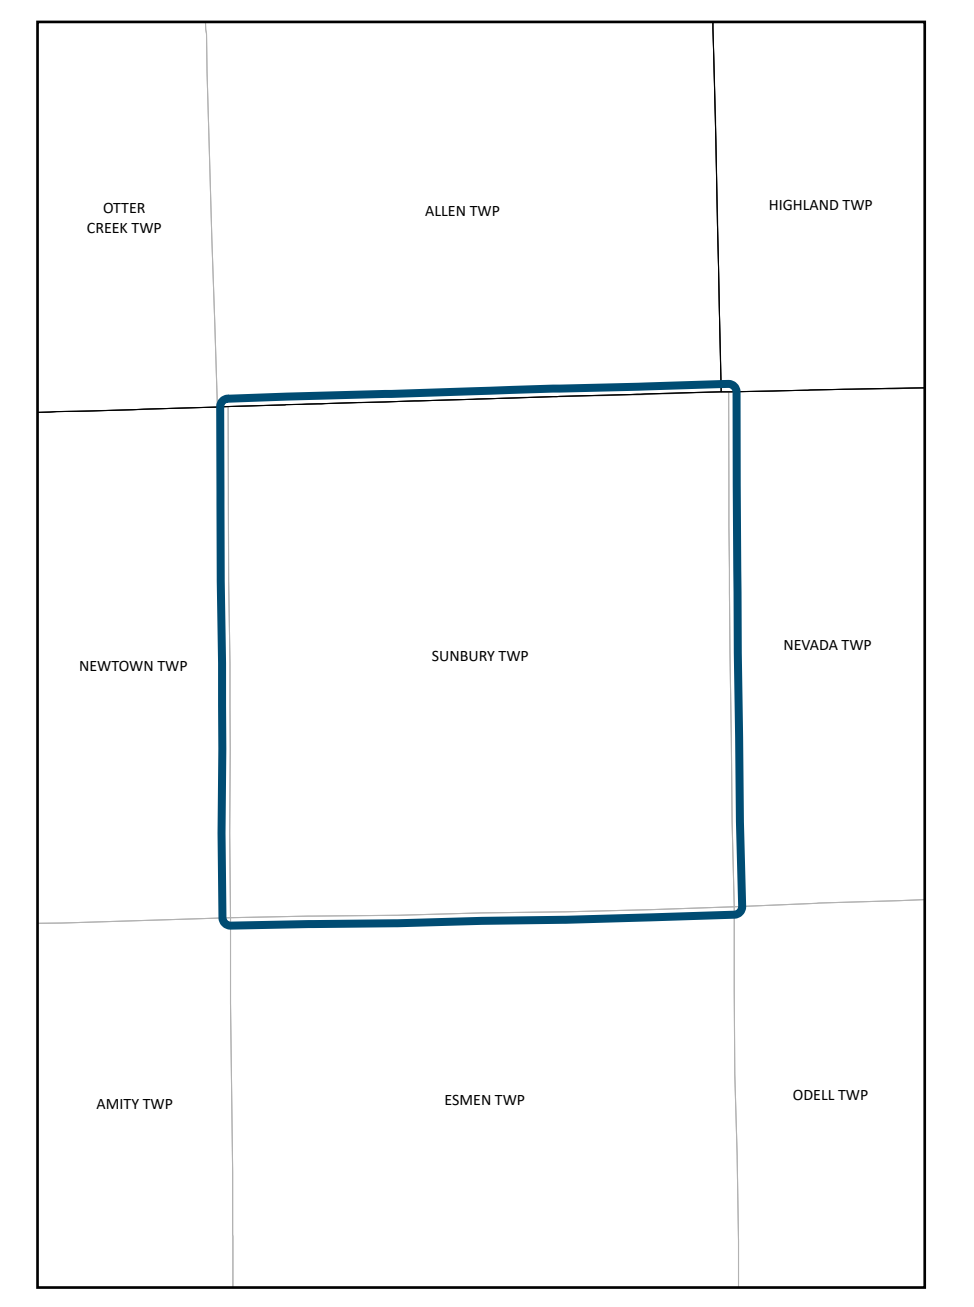 OTTER
CREEK TWP
ALLEN TWP
HIGHLAND TWP
NEWTOWN TWP
SUNBURY TWP
NEVADA TWP
AMITY TWP
ESMEN TWP
ODELL TWP